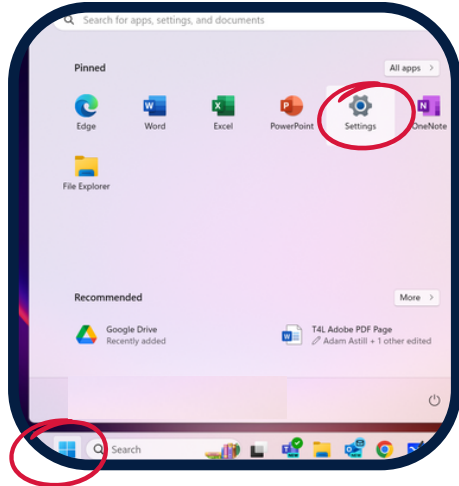 Search for apps, settings, and documents
Pinned
All apps >
Edge
Word
Excel
PowerPoint
Settings
OneNote
File Explorer
Recommended
More >
Google Drive
Recently added
T4L Adobe PDF Page
Adam Astill + 1 other edited
Search